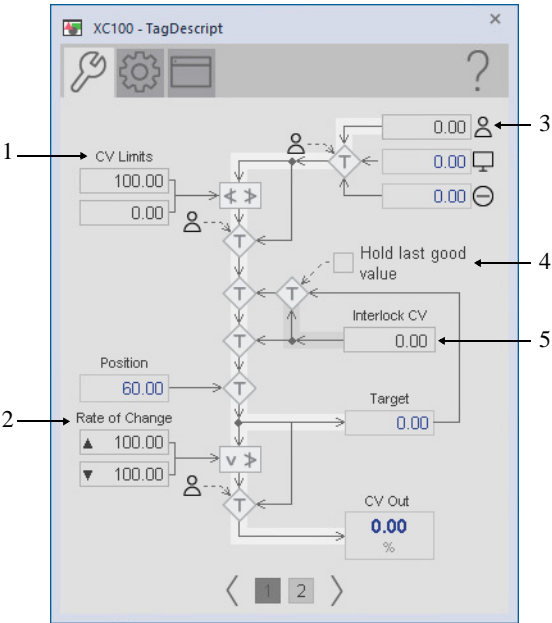 XC100 - TagDescript
×
?
3
0.00
1
CV Limits
T
0.00
100.00
0.00
0.00
T
Hold last good
value
4
T
T
Interlock CV
T
0.00
5
Position
60.00
T
Target
2
Rate of Change
0.00
▲ 100.00
▼ 100.00
T
CV Out
0.00
%
1
2